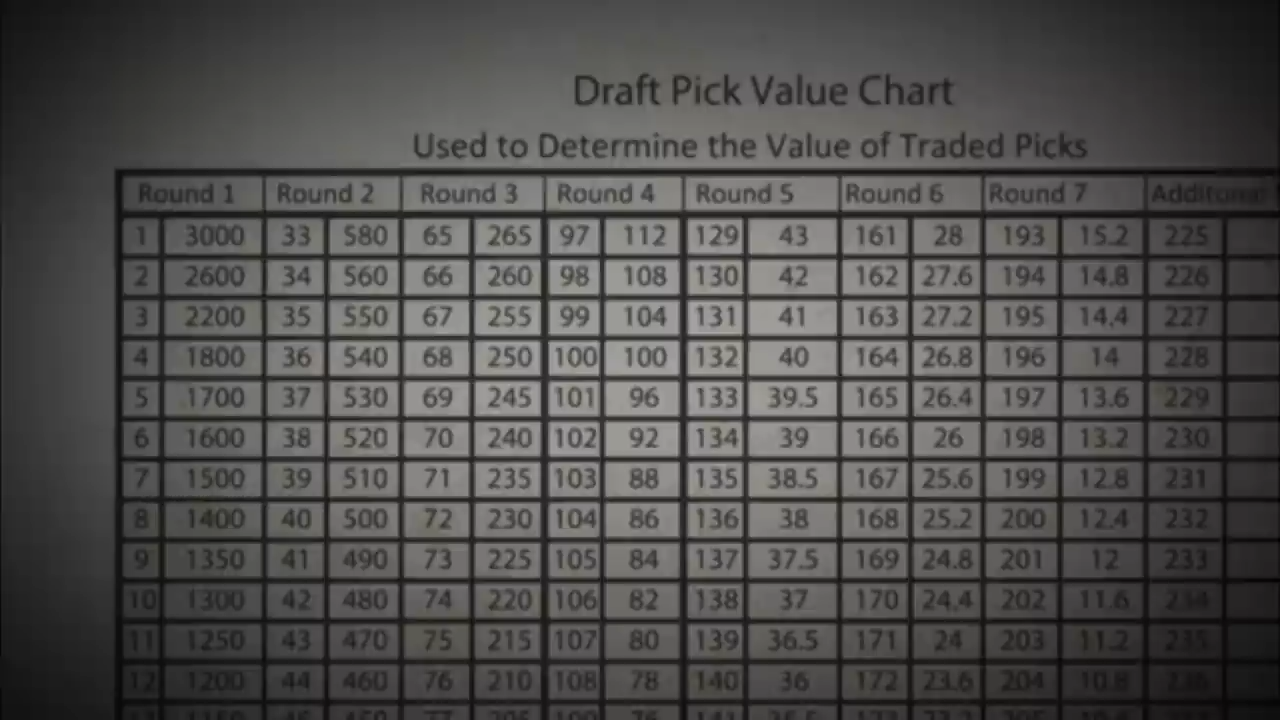 Draft Pick Value Chart
Used to Determine the Value of Traded Picks
Round 1 Round 2 Round 3 Round 4 Round 5 Round 6 Round 7
1 3000 33 580 65 265 97 112 129 43 161 28 193 15.2 225
2 2600 34 560 66 260 98 108 130 42 162 27.6 194 14.8 226
3 2200 35 550 67 255 99 104 131 41 163 27.2 195 14.4 227
4 1800 36 540 68 250 100 100 132 40 164 26.8 196 14 228
5 1700 37 530 69 245 101 96 133 39.5 165 26.4 197 13.6 229
6 1600 38 520 70 240 102 92 134 39 166 26 198 13.2 230
7 1500 39 510 71 235 103 88 135 38.5 167 25.6 199 12.8 231
8 1400 40 500 72 230 104 86 136 38 168 25.2 200 12.4 232
9 1350 41 490 73 225 105 84 137 37.5 169 24.8 201 12 233
10 1300 42 480 74 220 106 82 138 37 170 24.4 202 11.6 234
11 1250 43 470 75 215 107 80 139 36.5 171 24 203 11.2 235
12 1200 44 460 76 210 108 78 140 36 172 23.6 204 10.8 236